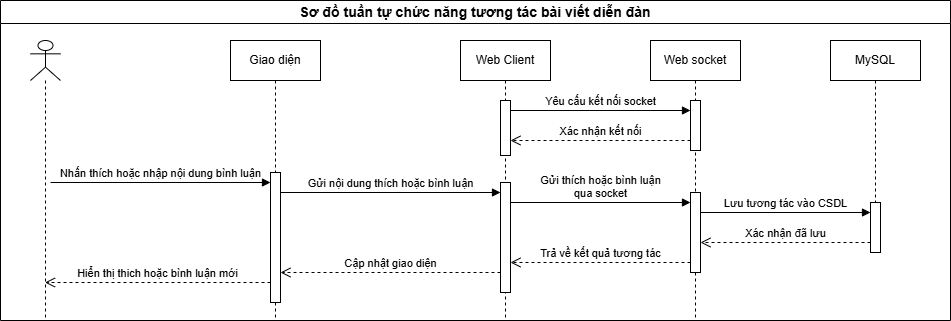 Sơ đồ tuần tự chức năng tương tác bài viết diễn đàn
Giao diện
Web Client
Web socket
MySQL
Yêu cấu kết nối socket
Xác nhận kết nối
Nhấn thích hoặc nhập nội dung bình luận
Gửi nội dung thích hoặc bình luận
Gửi thích hoặc bình luận
qua socket
Lưu tương tác vào CSDL
Xác nhận đã lưu
Trả về kết quả tương tác
Cập nhật giao diện
Hiển thị thich hoặc bình luận mới